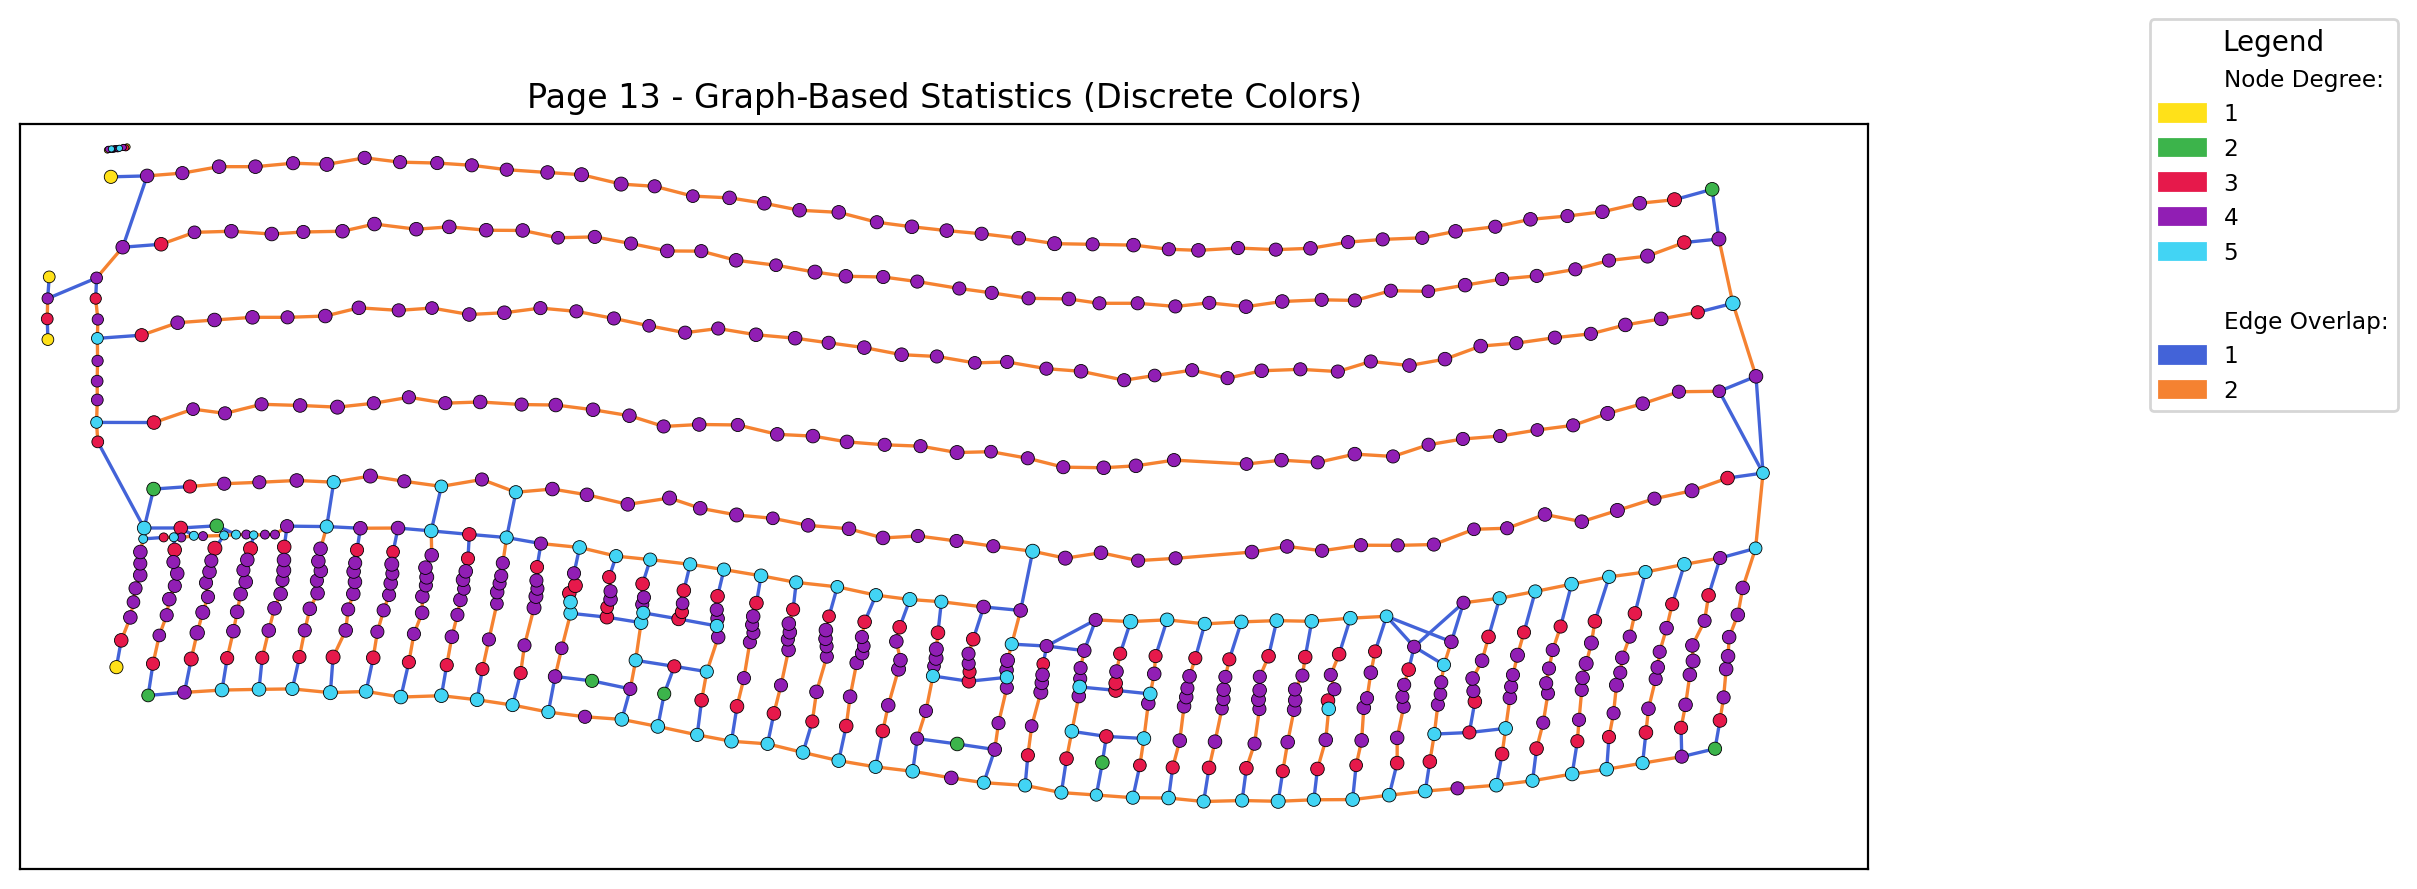 Page 13 - Graph-Based Statistics (Discrete Colors)
Legend
Node Degree:
1
2
3
4
5
Edge Overlap:
1
2